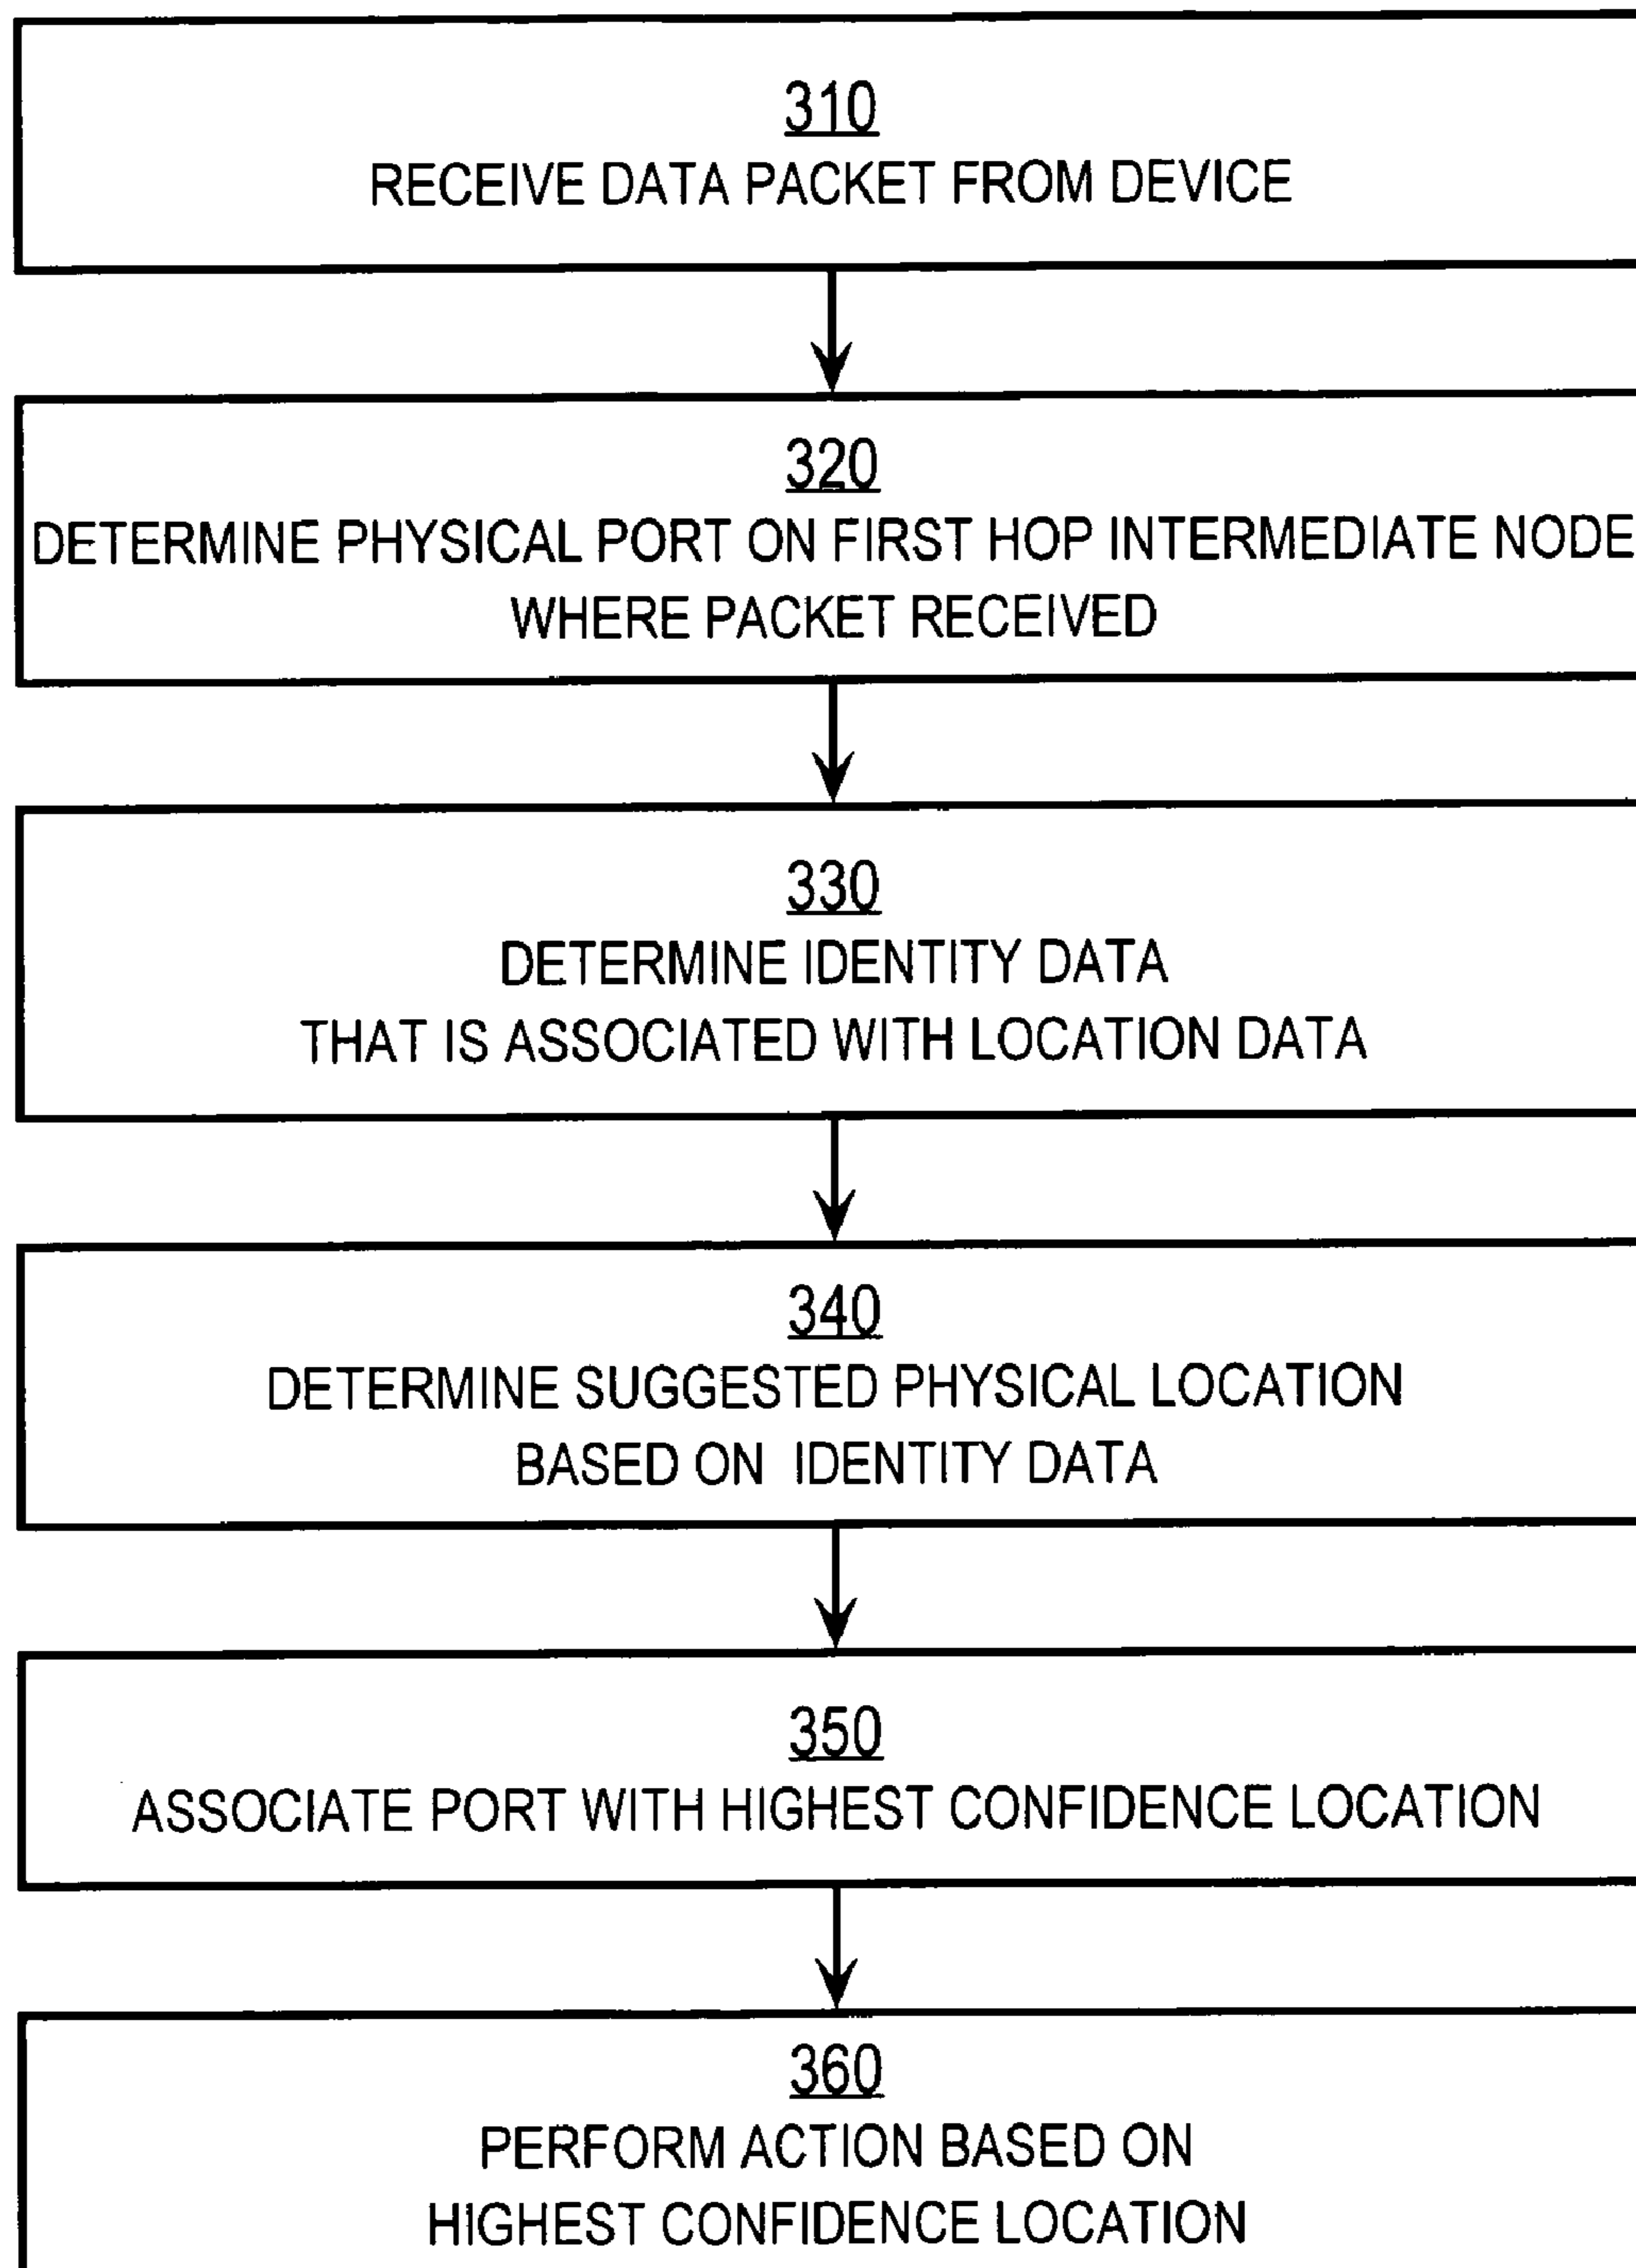 310
RECEIVE DATA PACKET FROM DEVICE
320
DETERMINE PHYSICAL PORT ON FIRST HOP INTERMEDIATE NODE
WHERE PACKET RECEIVED
330
DETERMINE IDENTITY DATA
THAT IS ASSOCIATED WITH LOCATION DATA
340
DETERMINE SUGGESTED PHYSICAL LOCATION
BASED ON IDENTITY DATA
350
ASSOCIATE PORT WITH HIGHEST CONFIDENCE LOCATION
360
PERFORM ACTION BASED ON
HIGHEST CONFIDENCE LOCATION